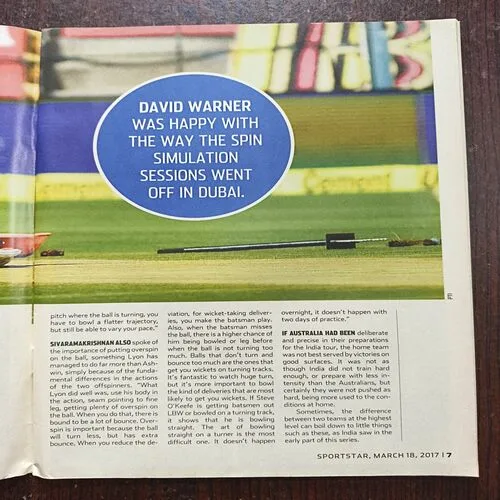 DAVID WARNER
WAS HAPPY WITH
THE WAY THE SPIN
SIMULATION
SESSIONS WENT
OFF IN DUBAI.
PTI
pitch where the ball is turning, you
have to bowl a flatter trajectory,
but still be able to vary your pace.”
SIVARAMAKRISHNAN ALSO spoke of
the importance of putting overspin
on the ball, something Lyon has
managed to do far more than Ash-
win, simply because of the funda-
mental differences in the actions
of the two offspinners. “What
Lyon did well was, use his body in
the action, seam pointing to fine
leg, getting plenty of overspin on
the ball. When you do that, there is
bound to be a lot of bounce. Over-
spin is important because the ball
will turn less, but has extra
bounce. When you reduce the de-
viation, for wicket-taking deliver-
ies, you make the batsman play.
Also, when the batsman misses
the ball, there is a higher chance of
him being bowled or leg before
when the ball is not turning too
much. Balls that don’t turn and
bounce too much are the ones that
get you wickets on turning tracks.
It’s fantastic to watch huge turn,
but it’s more important to bowl
the kind of deliveries that are most
likely to get you wickets. If Steve
O’Keefe is getting batsmen out
LBW or bowled on a turning track,
it shows that he is bowling
straight. The art of bowling
straight on a turner is the most
difficult one. It doesn’t happen
overnight, it doesn’t happen with
two days of practice.”
IF AUSTRALIA HAD BEEN deliberate
and precise in their preparations
for the India tour, the home team
was not best served by victories on
good surfaces. It was not as
though India did not train hard
enough, or prepare with less in-
tensity than the Australians, but
certainly they were not pushed as
hard, being more used to the con-
ditions at home.
Sometimes, the difference
between two teams at the highest
level can boil down to little things
such as these, as India saw in the
early part of this series.
SPORTSTAR, MARCH 18, 2017 | 7